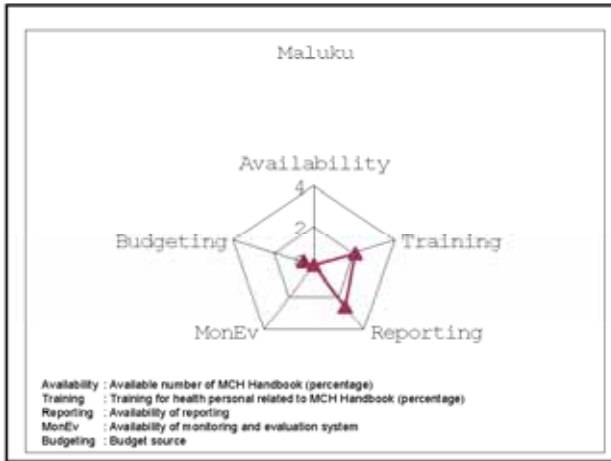 Maluku
Availability
4
2
Budgeting
Training
MonEv
Reporting
Availability : Available number of MCH Handbook (percentage)
Training : Training for health personal related to MCH Handbook (percentage)
Reporting : Availability of reporting
MonEv : Availability of monitoring and evaluation system
Budgeting : Budget source